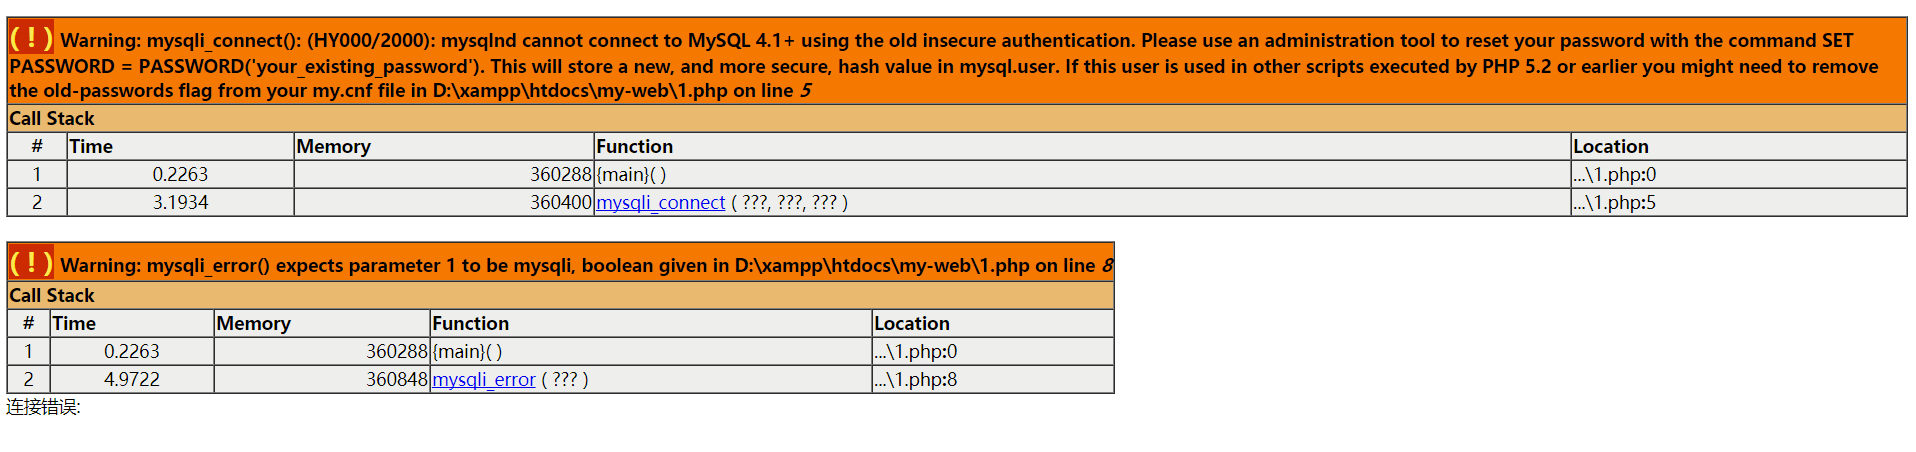 ( ! ) Warning: mysqli_connect(): (HY000/2000): mysqlnd cannot connect to MySQL 4.1+ using the old insecure authentication. Please use an administration tool to reset your password with the command SET
PASSWORD = PASSWORD('your_existing_password'). This will store a new, and more secure, hash value in mysql.user. If this user is used in other scripts executed by PHP 5.2 or earlier you might need to remove
the old-passwords flag from your my.cnf file in D:\xampp\htdocs\my-web\1.php on line 5
Call Stack
# Time Memory Function Location
1 0.2263 360288 {main}( ) ...\1.php:0
2 3.1934 360400 mysqli_connect ( ???, ???, ??? ) ...\1.php:5
( ! ) Warning: mysqli_error() expects parameter 1 to be mysqli, boolean given in D:\xampp\htdocs\my-web\1.php on line 8
Call Stack
# Time Memory Function Location
1 0.2263 360288 {main}( ) ...\1.php:0
2 4.9722 360848 mysqli_error ( ??? ) ...\1.php:8
连接错误: